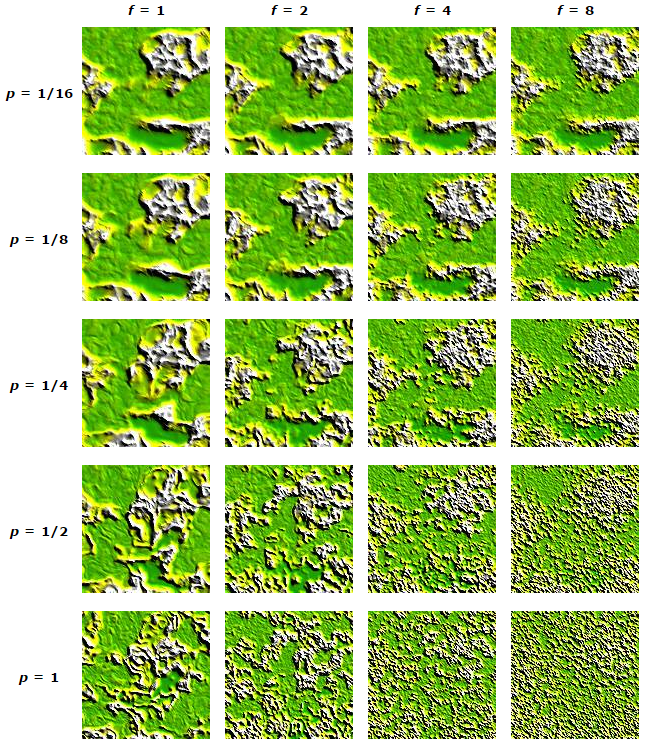 f = 1 f = 2 f = 4 f = 8
p = 1/16
p = 1/8
p = 1/4
p = 1/2
p = 1